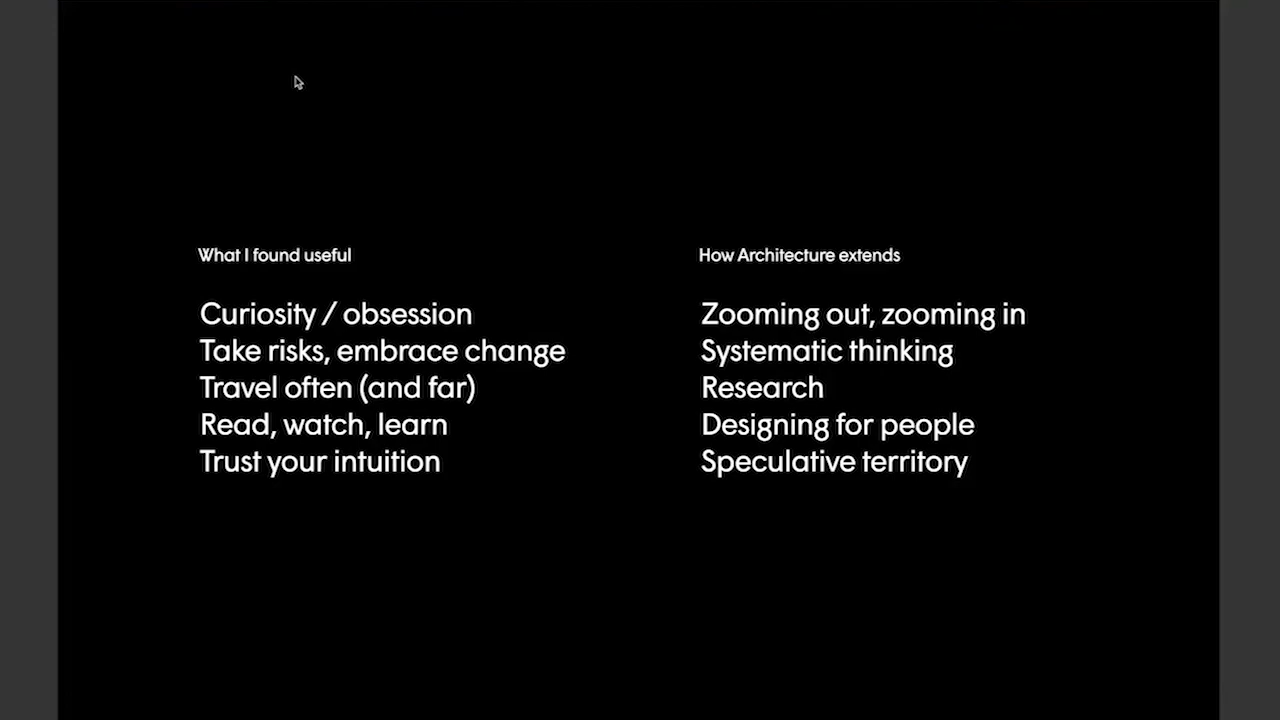 What I found useful
Curiosity / obsession
Take risks, embrace change
Travel often (and far)
Read, watch, learn
Trust your intuition
How Architecture extends
Zooming out, zooming in
Systematic thinking
Research
Designing for people
Speculative territory